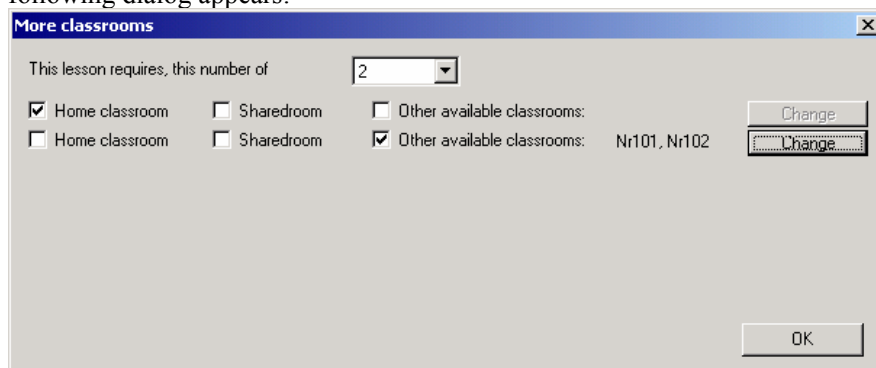 following dialog appears:
More classrooms
This lesson requires, this number of 2
Home classroom Sharedroom Other available classrooms: Change
Home classroom Sharedroom Other available classrooms: Nr101, Nr102 Change
OK